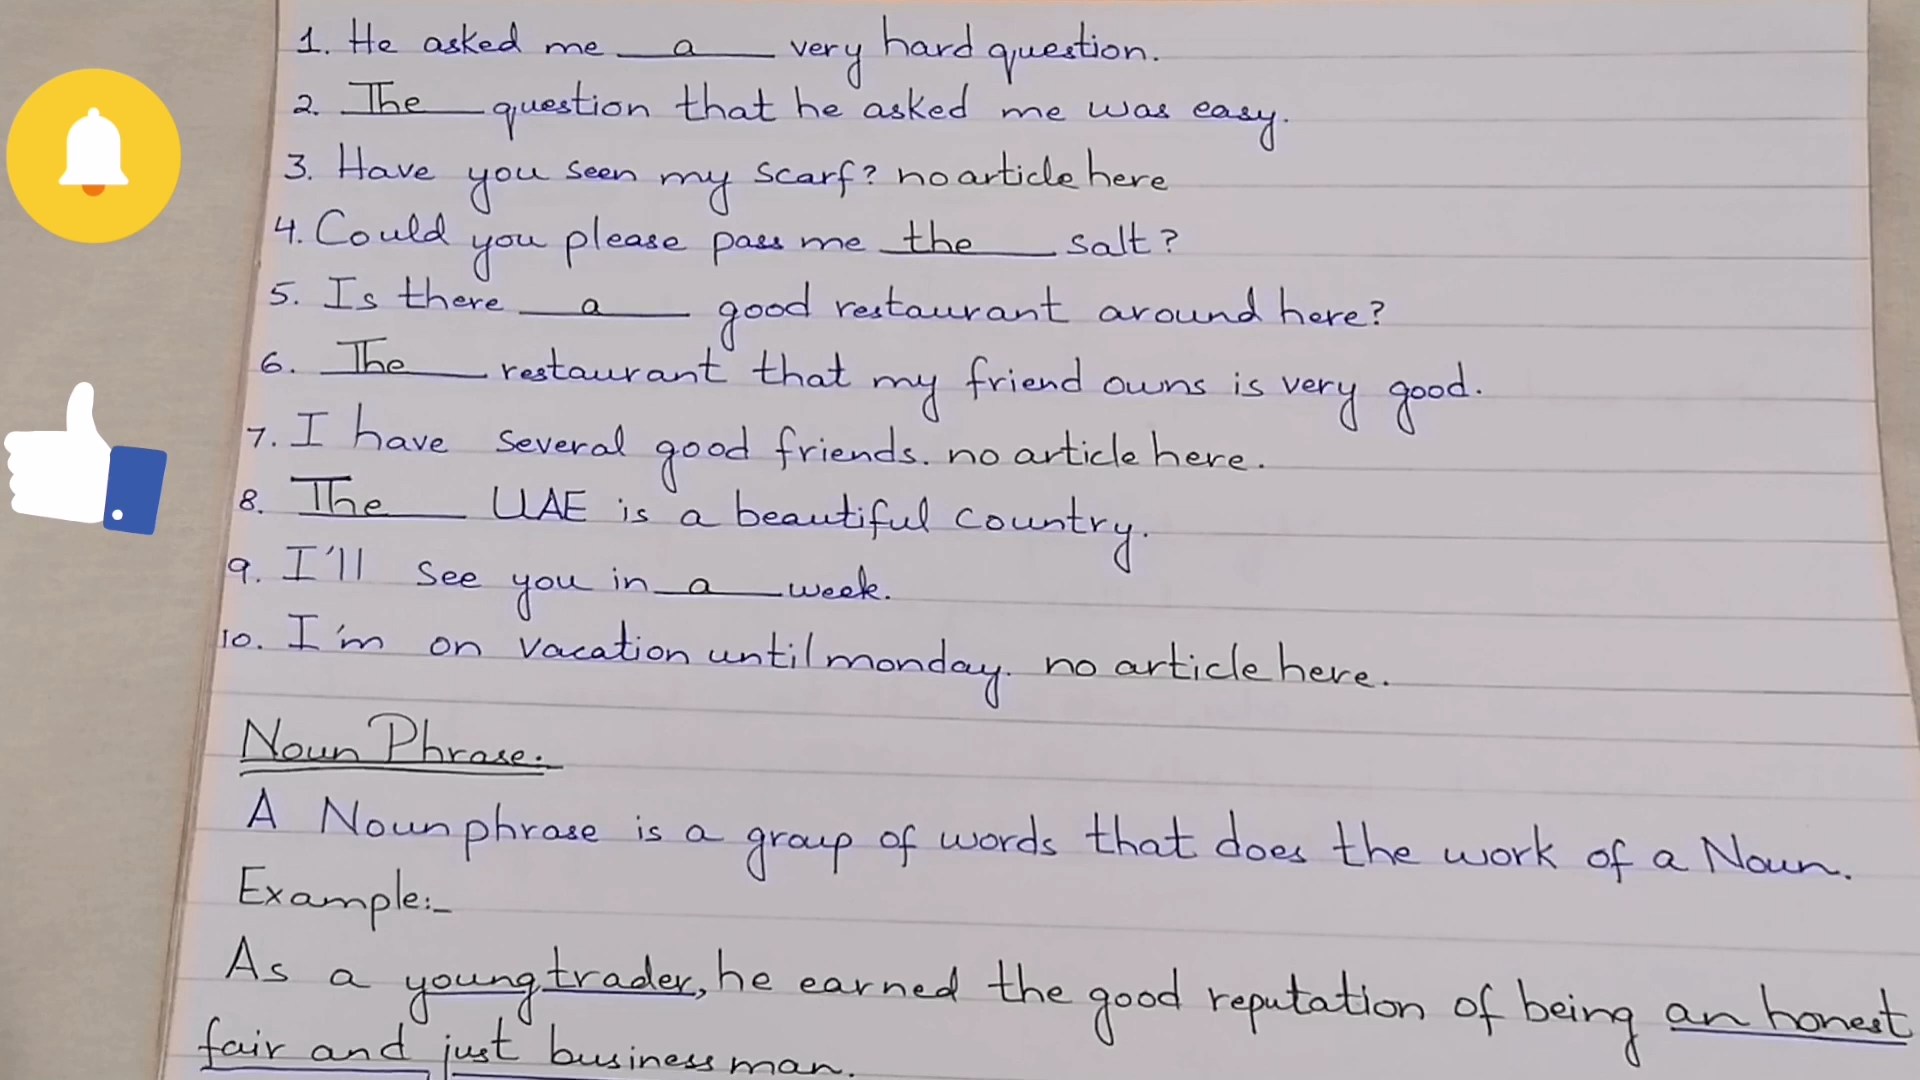 1. He asked me a very hard question.
2. The question that he asked me was easy.
3. Have you seen my scarf? no article here
4. Could you please pass me the salt?
5. Is there a good restaurant around here?
6. The restaurant that my friend owns is very good.
7. I have several good friends. no article here.
8. The UAE is a beautiful country.
9. I'll see you in a week.
10. I'm on vacation until monday. no article here.
Noun Phrase.
A Noun phrase is a group of words that does the work of a Noun.
Example:-
As a young trader, he earned the good reputation of being an honest
fair and just business man.